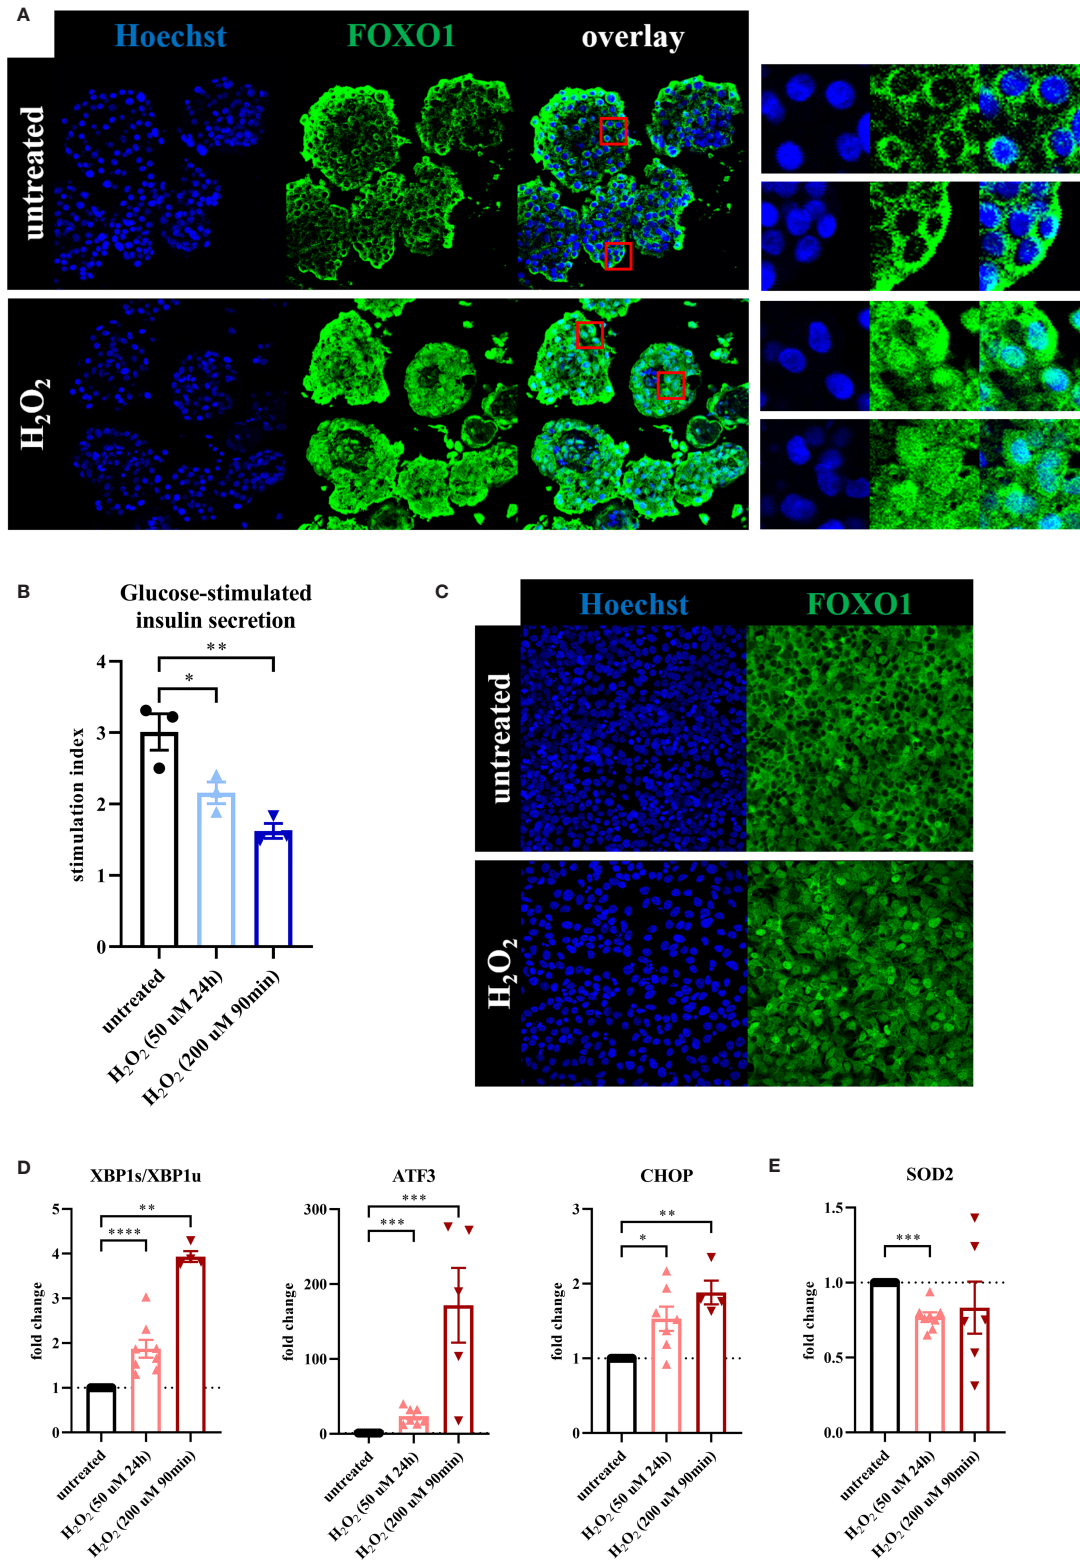 A
Hoechst FOXO1 overlay
untreated
H₂O₂
B
Glucose-stimulated
insulin secretion
**
*
4
3
2
1
0
stimulation index
untreated
H₂O₂ (50 uM 24h)
H₂O₂ (200 uM 90min)
C
Hoechst FOXO1
untreated
H₂O₂
D
XBP1s/XBP1u
**
****
5
4
3
2
1
0
fold change
untreated
H₂O₂ (50 uM 24h)
H₂O₂ (200 uM 90min)
ATF3
***
***
300
200
100
0
fold change
untreated
H₂O₂ (50 uM 24h)
H₂O₂ (200 uM 90min)
CHOP
**
*
3
2
1
0
fold change
untreated
H₂O₂ (50 uM 24h)
H₂O₂ (200 uM 90min)
E
SOD2
***
1.5
1.0
0.5
0.0
fold change
untreated
H₂O₂ (50 uM 24h)
H₂O₂ (200 uM 90min)